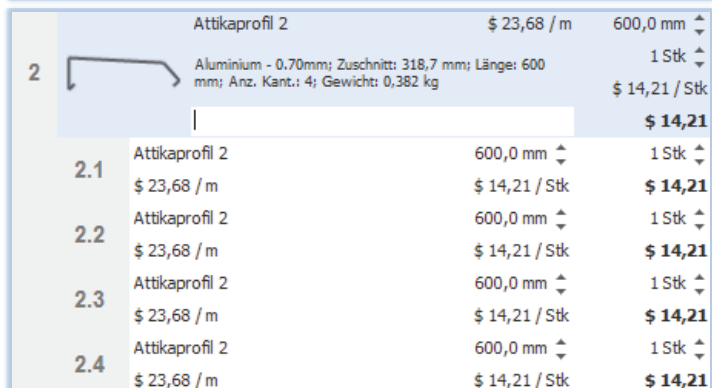 Attikaprofil 2 $ 23,68 / m 600,0 mm
2 Aluminium - 0.70mm; Zuschnitt: 318,7 mm; Länge: 600 1 Stk
mm; Anz. Kant.: 4; Gewicht: 0,382 kg $ 14,21 / Stk
$ 14,21
2.1 Attikaprofil 2 600,0 mm 1 Stk
$ 23,68 / m $ 14,21 / Stk $ 14,21
2.2 Attikaprofil 2 600,0 mm 1 Stk
$ 23,68 / m $ 14,21 / Stk $ 14,21
2.3 Attikaprofil 2 600,0 mm 1 Stk
$ 23,68 / m $ 14,21 / Stk $ 14,21
2.4 Attikaprofil 2 600,0 mm 1 Stk
$ 23,68 / m $ 14,21 / Stk $ 14,21